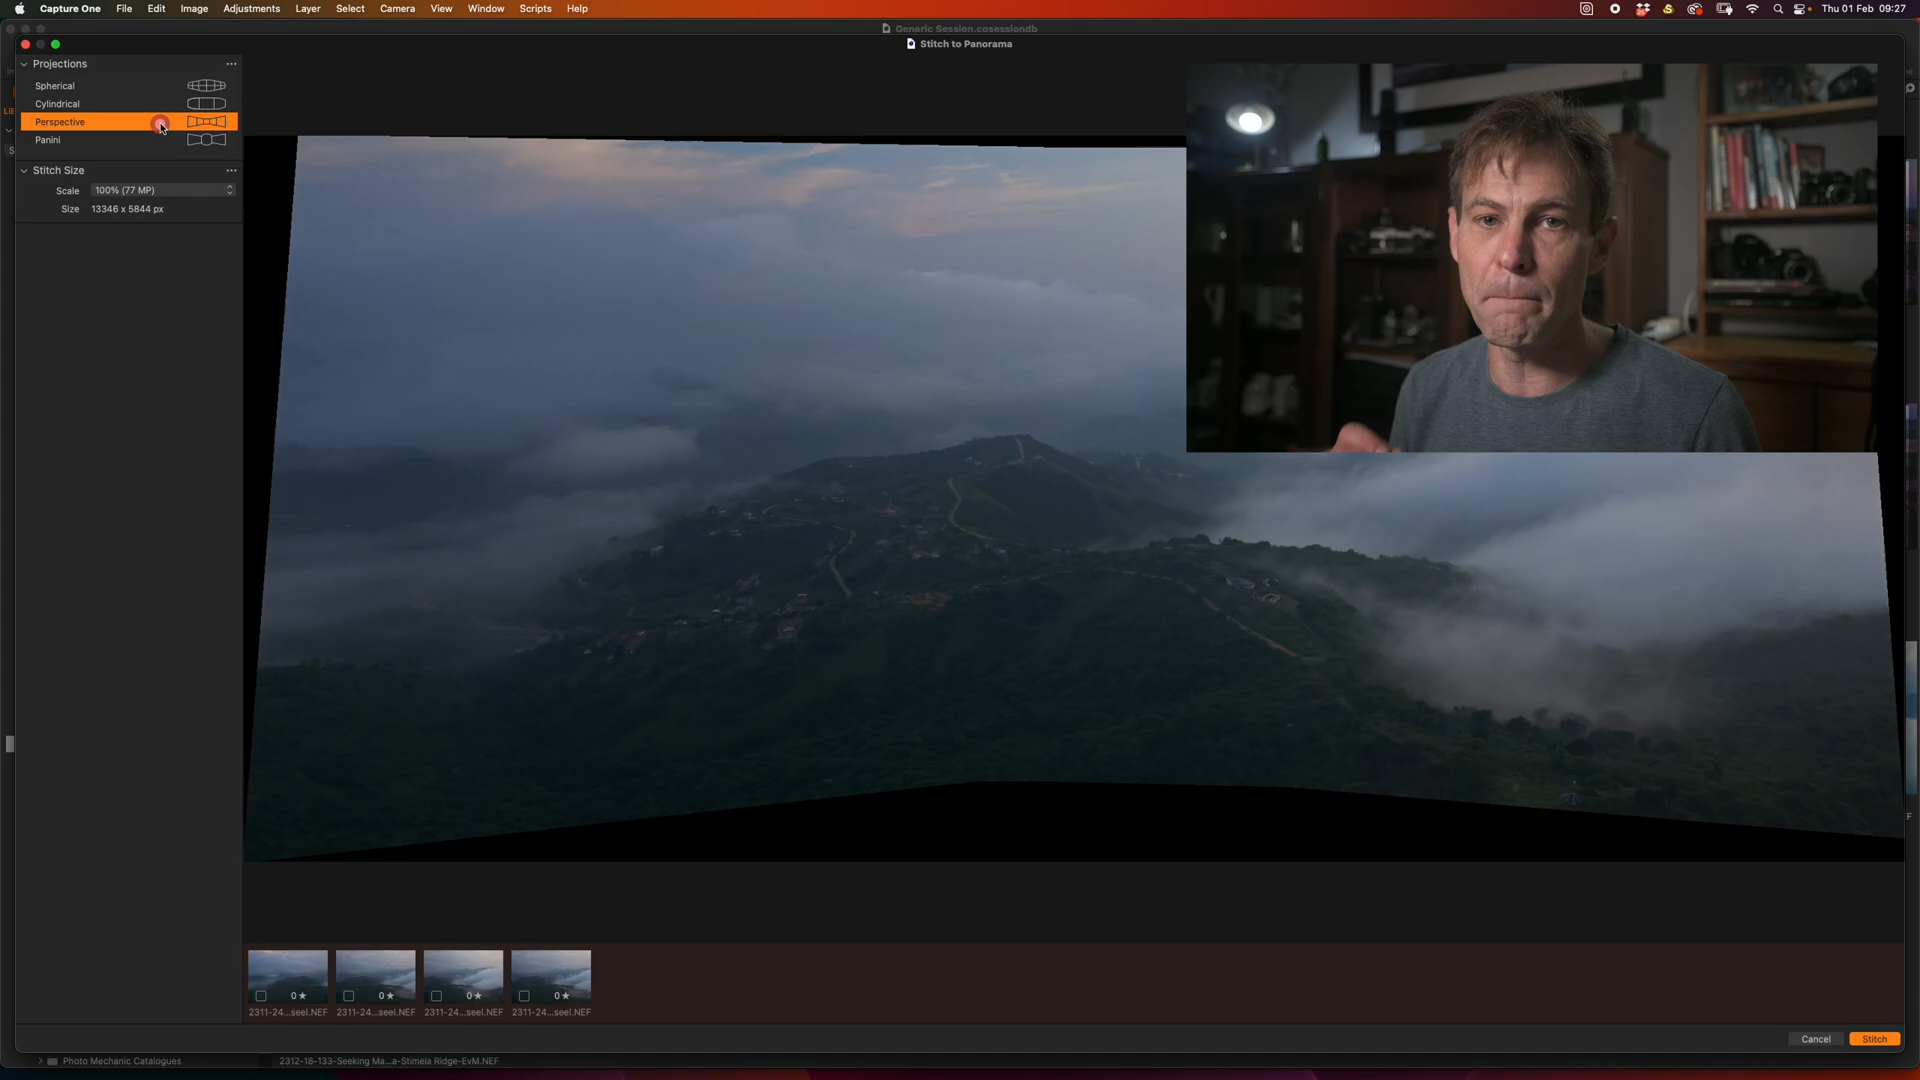 Capture One File Edit Image Adjustments Layer Select Camera View Window Scripts Help Thu 01 Feb 09:27
Generic Session.cosessiondb
Stitch to Panorama
Projections
Spherical
Cylindrical
Perspective
Panini
Stitch Size
Scale 100% (77 MP)
Size 13346 x 5844 px
0★ 0★ 0★ 0★
2311-24...seel.NEF 2311-24...seel.NEF 2311-24...seel.NEF 2311-24...seel.NEF
Cancel Stitch
Photo Mechanic Catalogues 2312-18-133-Seeking Ma...a-Stimela Ridge-EvM.NEF